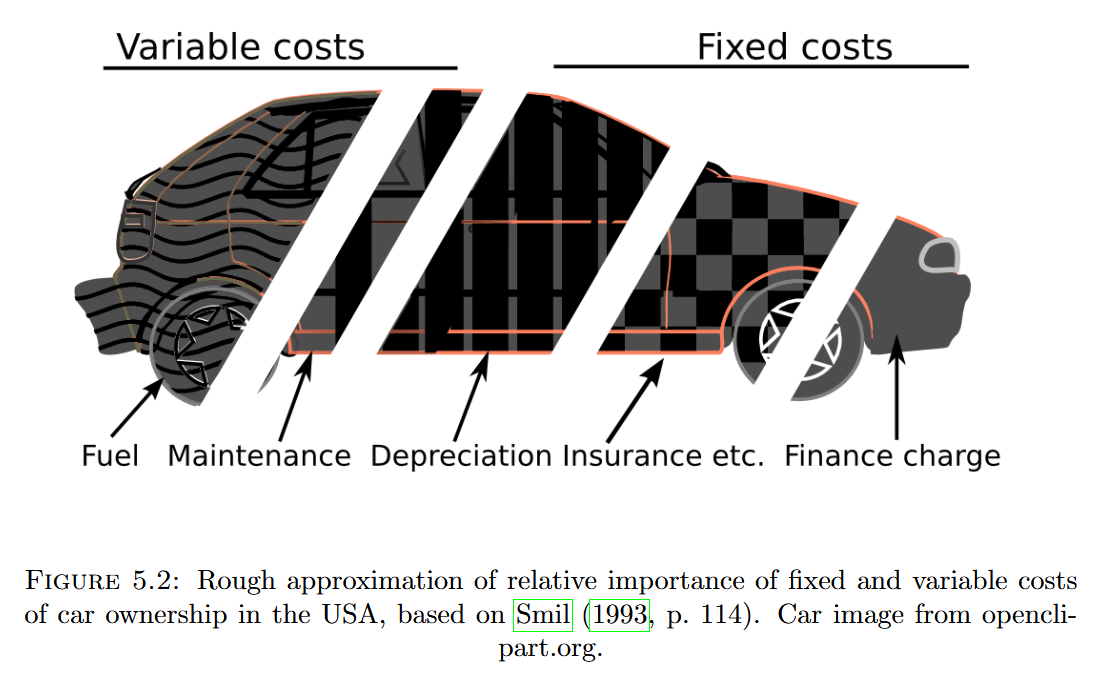 Variable costs
Fixed costs
Fuel
Maintenance
Depreciation
Insurance etc.
Finance charge
FIGURE 5.2: Rough approximation of relative importance of fixed and variable costs
of car ownership in the USA, based on Smil (1993, p. 114). Car image from opencli-
part.org.